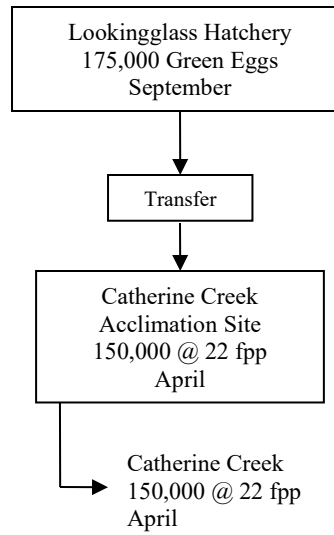 Lookingglass Hatchery
175,000 Green Eggs
September
Transfer
Catherine Creek
Acclimation Site
150,000 @ 22 fpp
April
Catherine Creek
150,000 @ 22 fpp
April